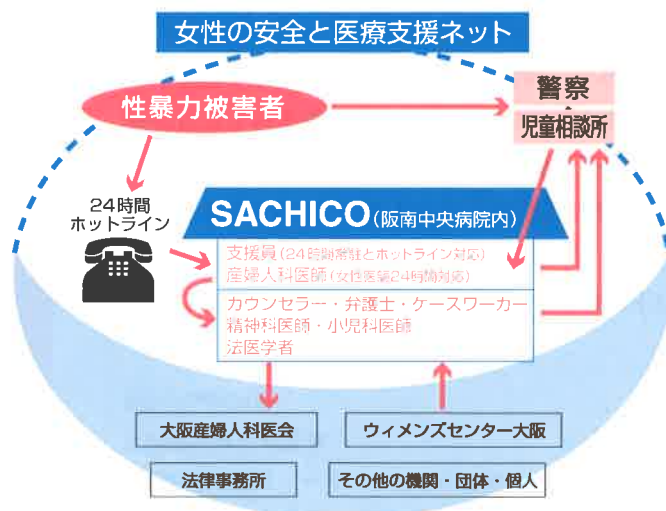 女性の安全と医療支援ネット
性暴力被害者
警察
児童相談所
24時間
ホットライン
SACHICO(阪南中央病院内)
支援員(24時間常駐とホットライン対応)
産婦人科医師(女性医師24時間対応)
カウンセラー・弁護士・ケースワーカー
精神科医師・小児科医師
法医学者
大阪産婦人科医会
ウィメンズセンター大阪
法律事務所
その他の機関・団体・個人